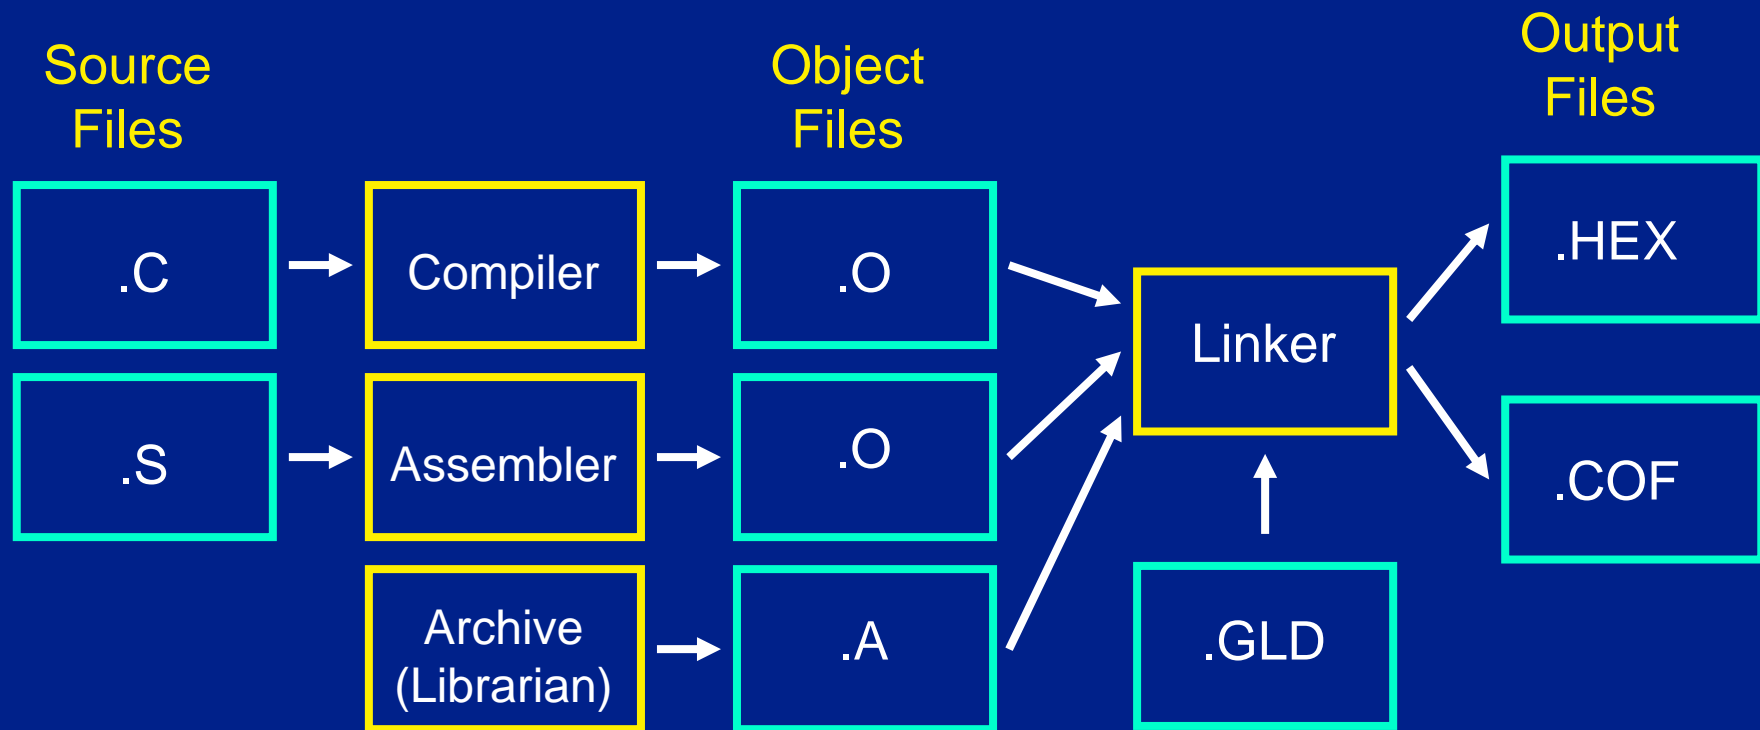 Source
Files
Object
Files
Output
Files
.C
Compiler
.O
Linker
.HEX
.S
Assembler
.O
.COF
Archive
(Librarian)
.A
.GLD